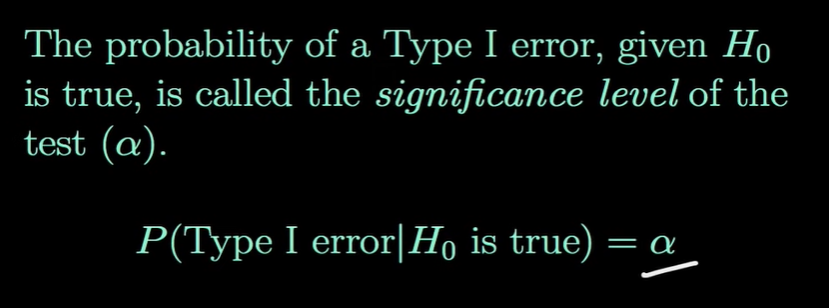 The probability of a Type I error, given H₀
is true, is called the significance level of the
test (α).
P(Type I error|H₀ is true) = α